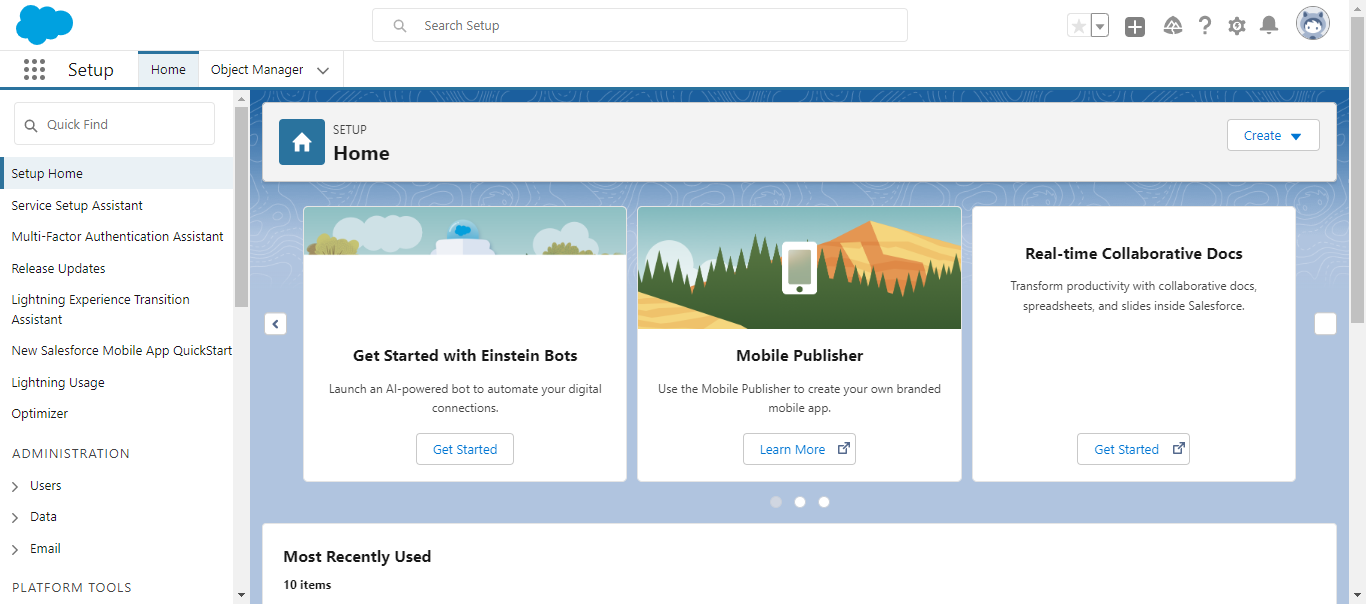 Search Setup
Setup
Home
Object Manager
Quick Find
Setup Home
Service Setup Assistant
Multi-Factor Authentication Assistant
Release Updates
Lightning Experience Transition
Assistant
New Salesforce Mobile App QuickStart
Lightning Usage
Optimizer
ADMINISTRATION
Users
Data
Email
PLATFORM TOOLS
SETUP
Home
Create
Get Started with Einstein Bots
Launch an AI-powered bot to automate your digital
connections.
Get Started
Mobile Publisher
Use the Mobile Publisher to create your own branded
mobile app.
Learn More
Real-time Collaborative Docs
Transform productivity with collaborative docs,
spreadsheets, and slides inside Salesforce.
Get Started
Most Recently Used
10 items